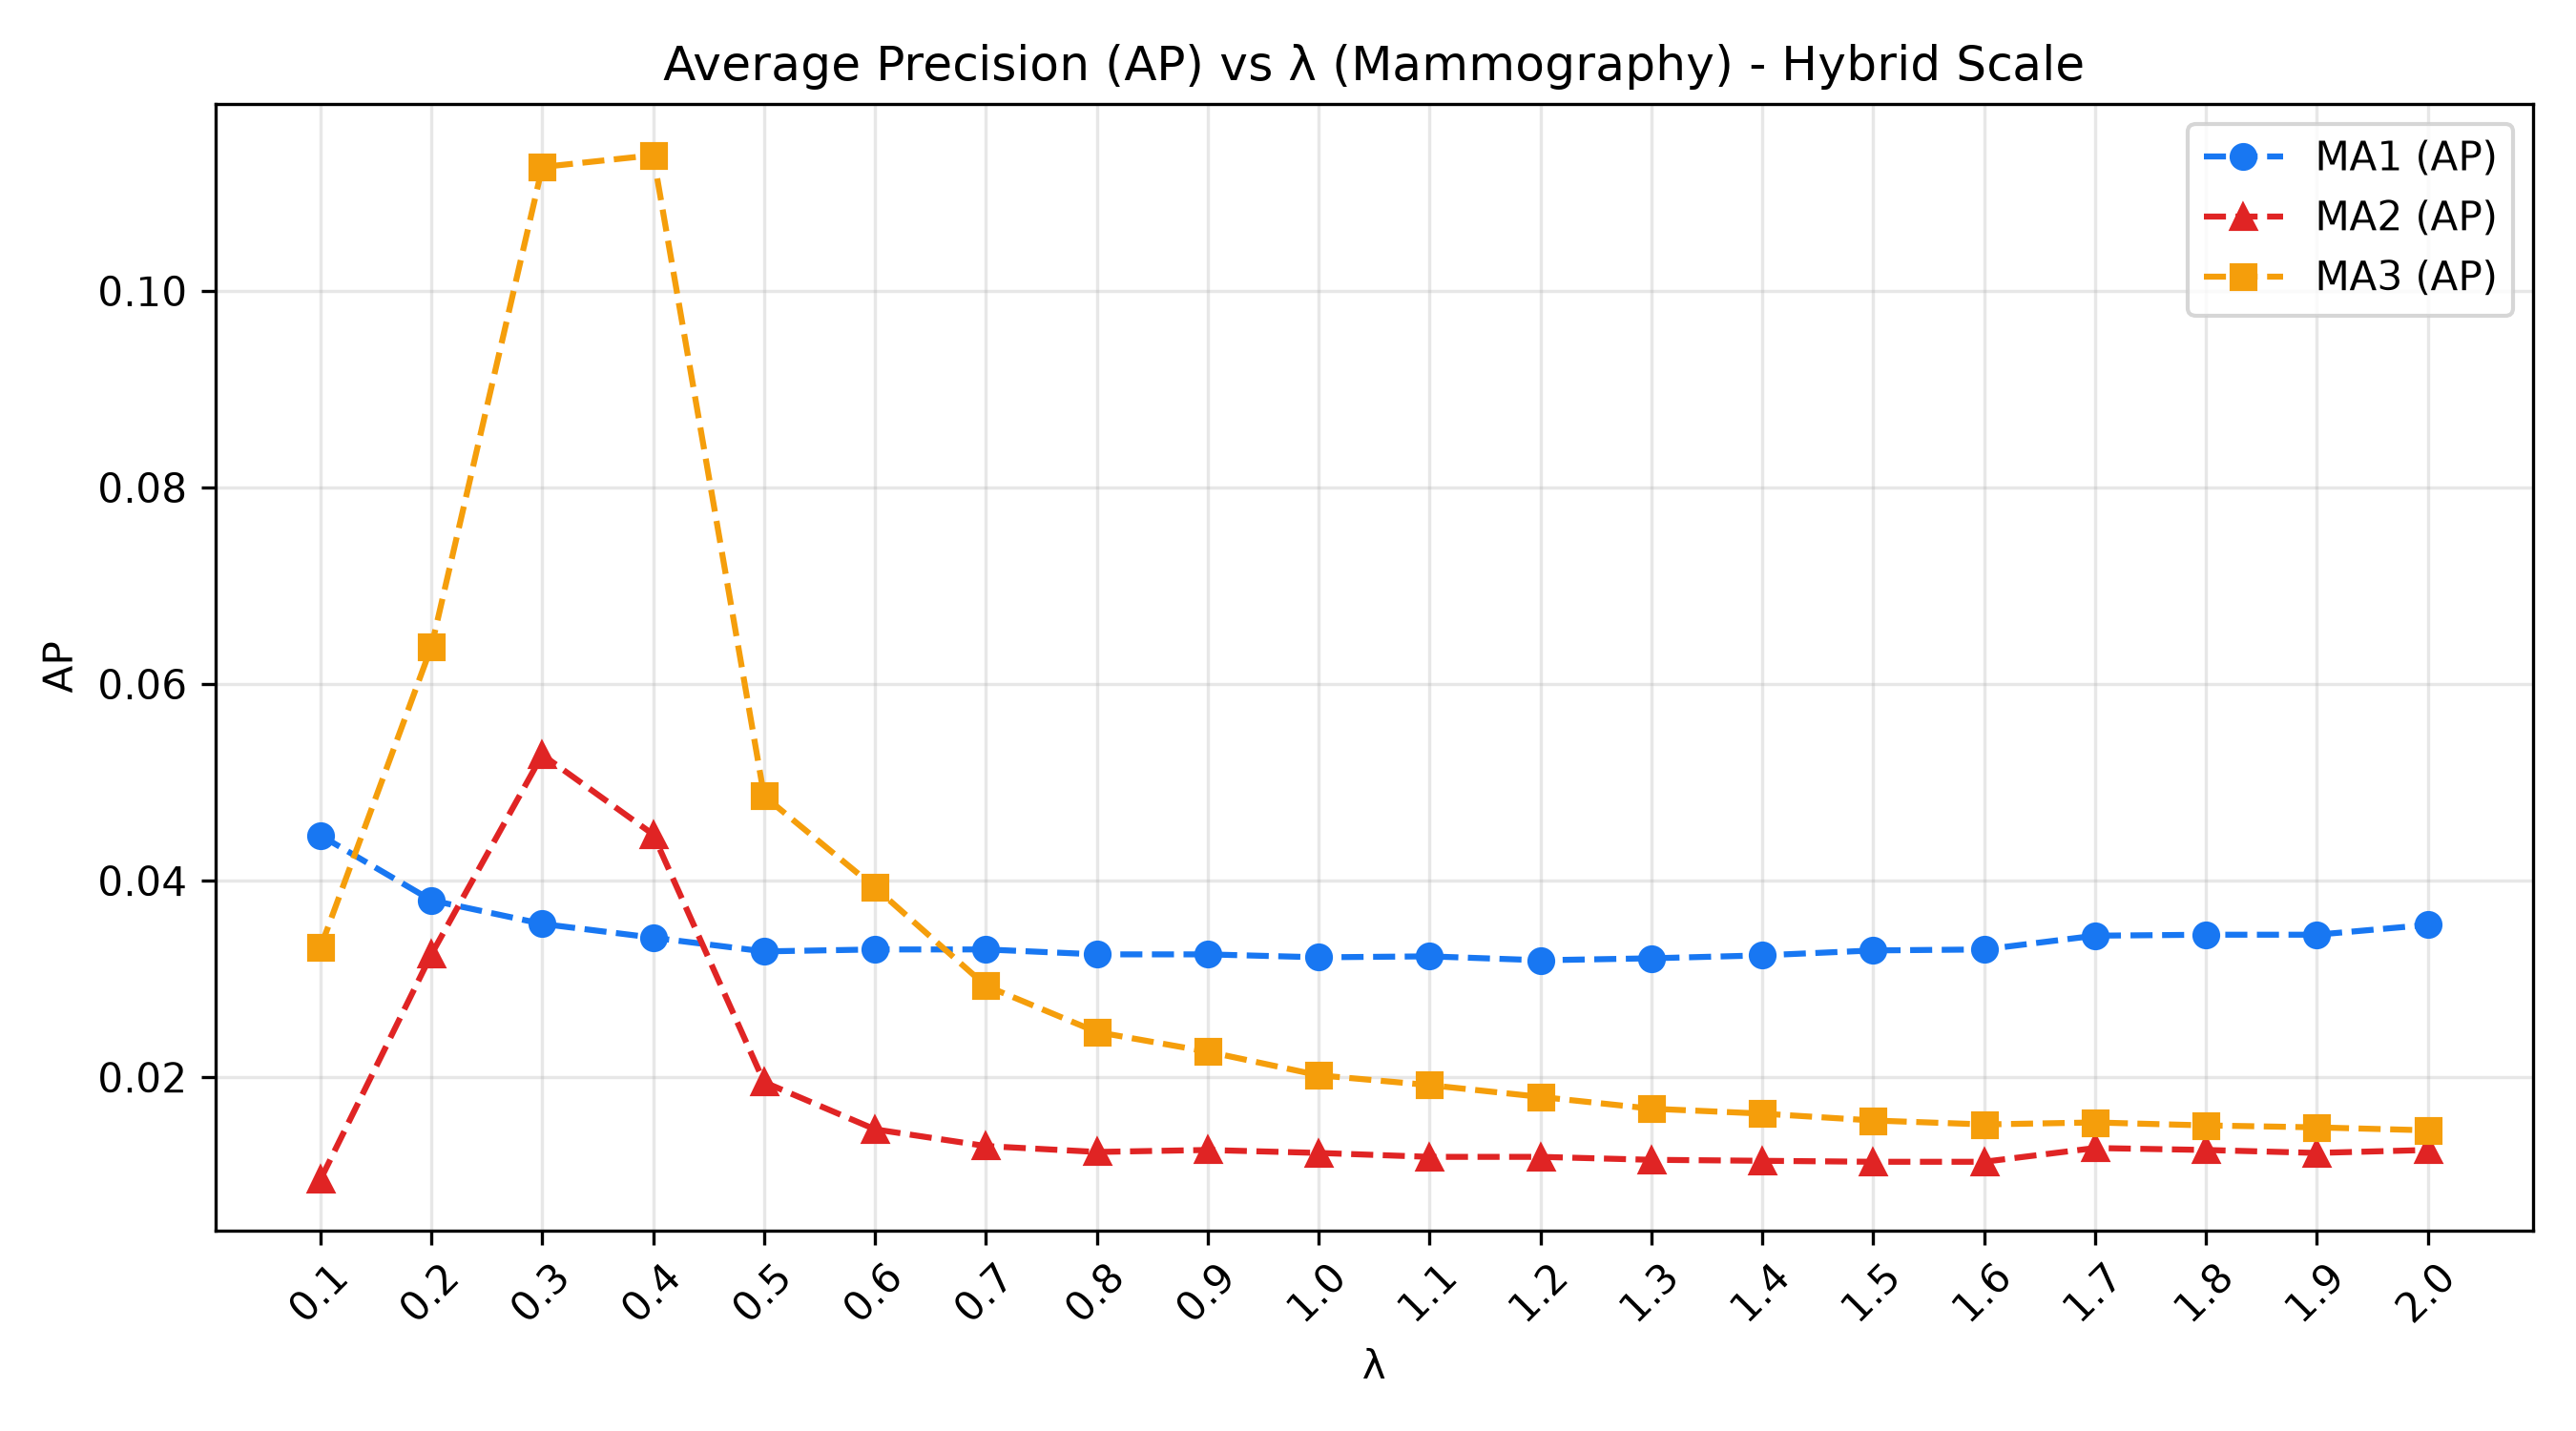 Average Precision (AP) vs λ (Mammography) - Hybrid Scale
MA1 (AP)
MA2 (AP)
MA3 (AP)
AP
0.10
0.08
0.06
0.04
0.02
0.1 0.2 0.3 0.4 0.5 0.6 0.7 0.8 0.9 1.0 1.1 1.2 1.3 1.4 1.5 1.6 1.7 1.8 1.9 2.0
λ